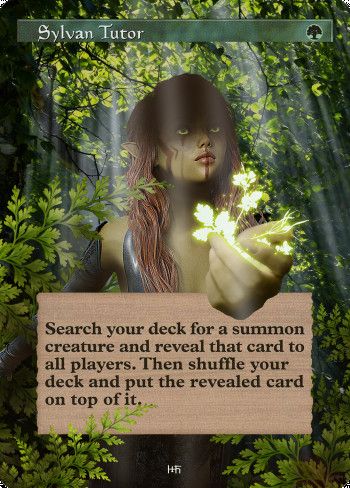 Sylvan Tutor
Search your deck for a summon
creature and reveal that card to
all players. Then shuffle your
deck and put the revealed card
on top of it.